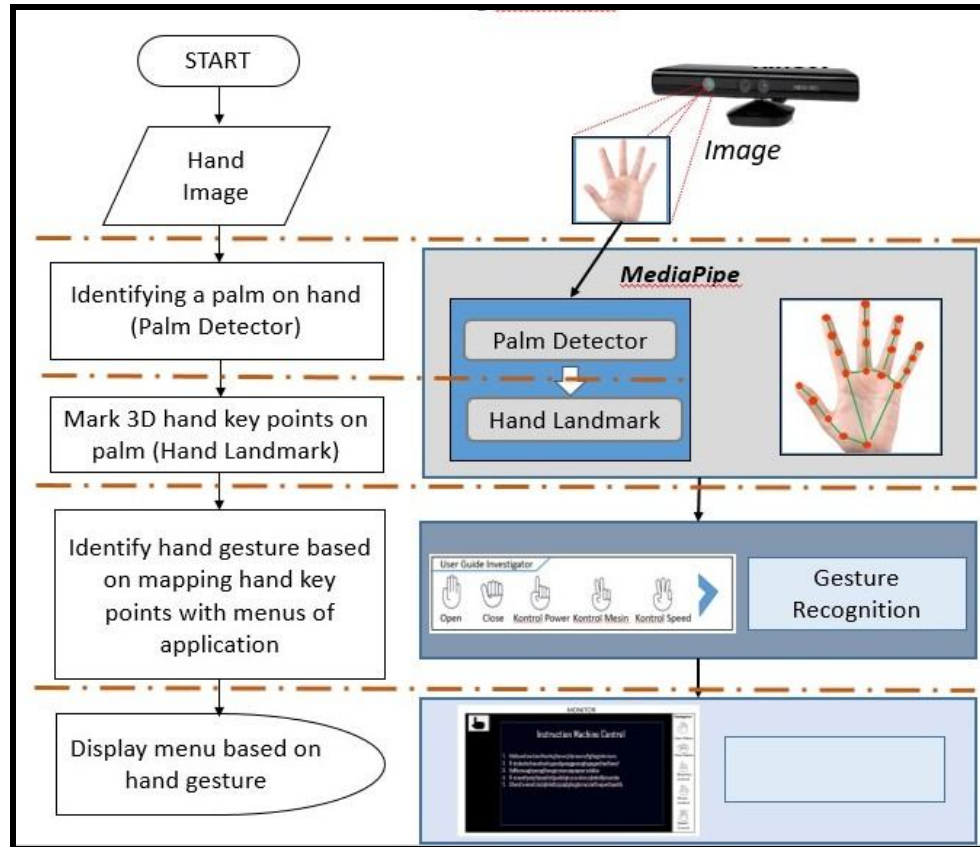 START
Hand
Image
Image
Identifying a palm on hand
(Palm Detector)
MediaPipe
Palm Detector
Mark 3D hand key points on
palm (Hand Landmark)
Hand Landmark
Identify hand gesture based
on mapping hand key
points with menus of
application
User Guide Investigator
Open Close Kontrol Power Kontrol Mesin Kontrol Speed
Gesture
Recognition
Display menu based on
hand gesture
MONITOR
Instruction Machine Control